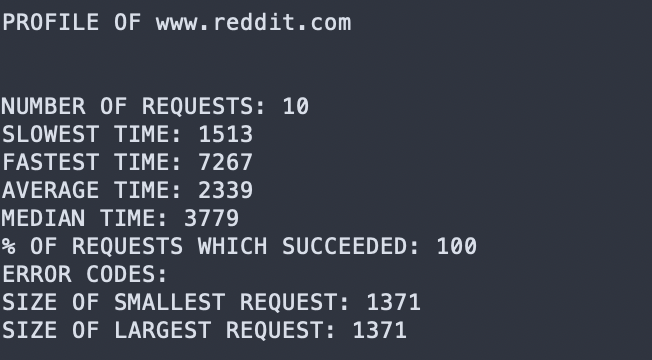 PROFILE OF www.reddit.com
NUMBER OF REQUESTS: 10
SLOWEST TIME: 1513
FASTEST TIME: 7267
AVERAGE TIME: 2339
MEDIAN TIME: 3779
% OF REQUESTS WHICH SUCCEEDED: 100
ERROR CODES:
SIZE OF SMALLEST REQUEST: 1371
SIZE OF LARGEST REQUEST: 1371